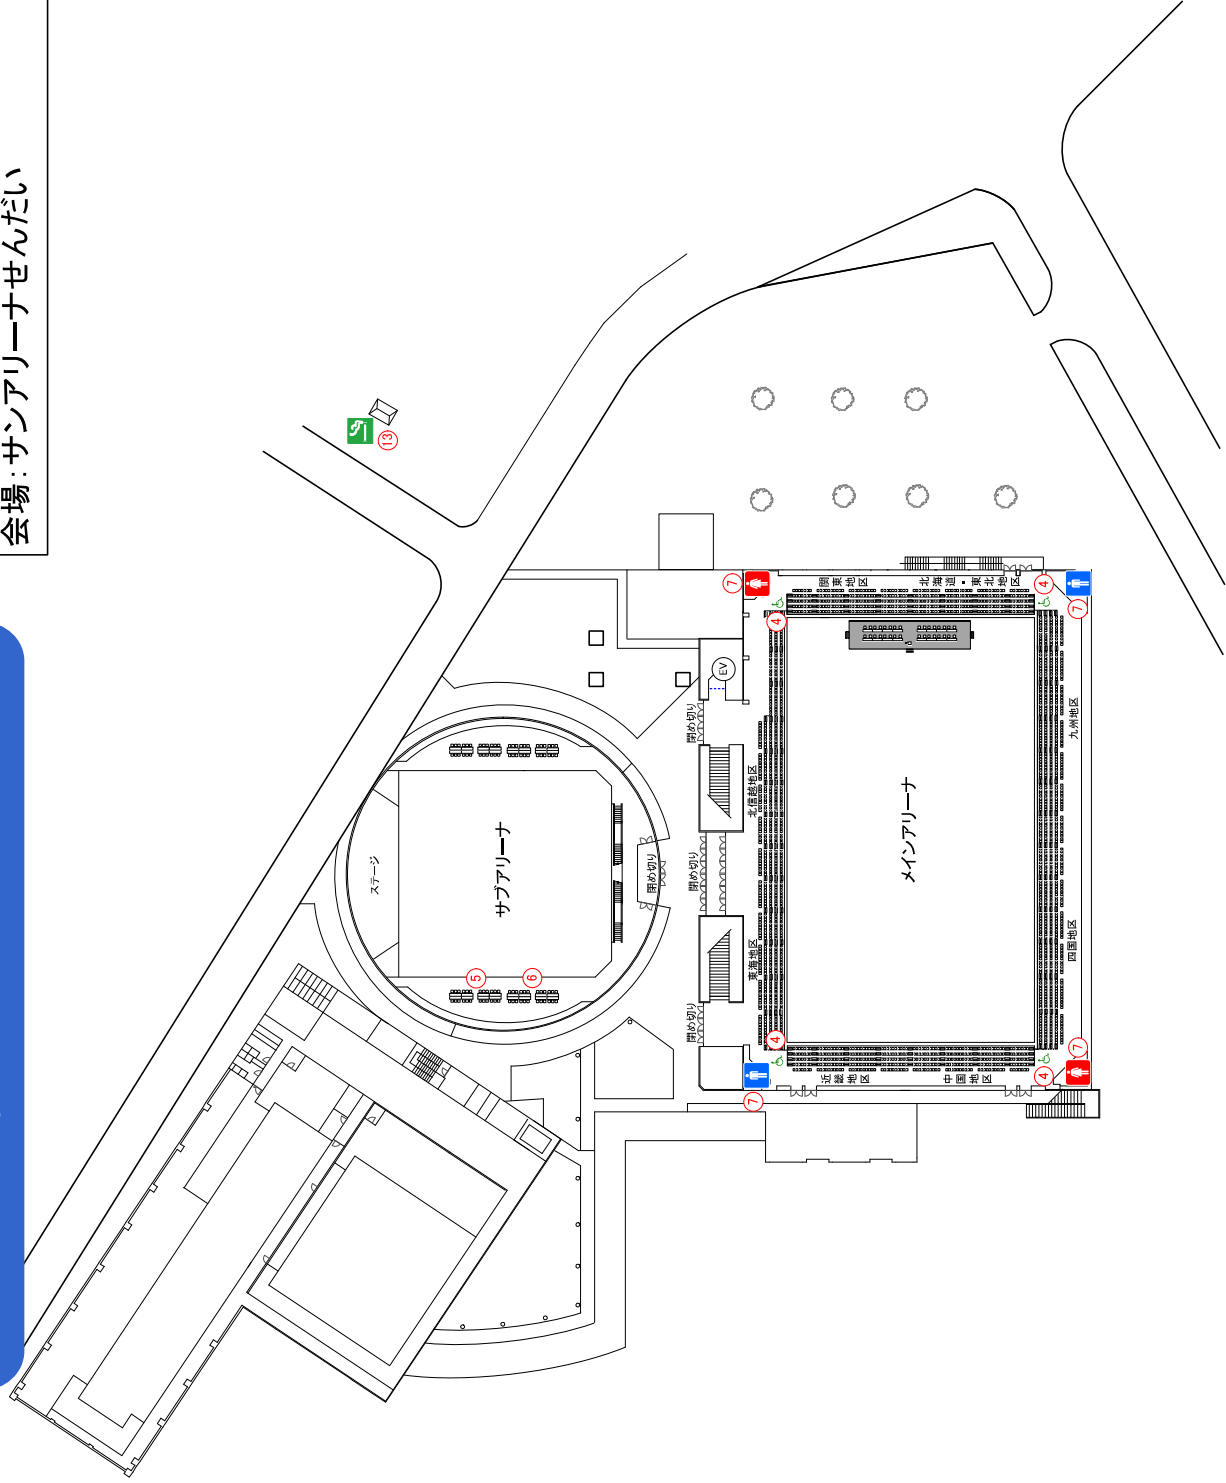 会場：サンアリーナせんだい
⑬
⑦
関東地区
北海道・東北地区
④
⑦
④
EV
閉め切り
九州地区
北信越地区
ステージ
サブアリーナ
閉め切り
閉め切り
メインアリーナ
⑤
⑥
東海地区
四国地区
閉め切り
④
⑦
近畿地区
中国地区
④
⑦